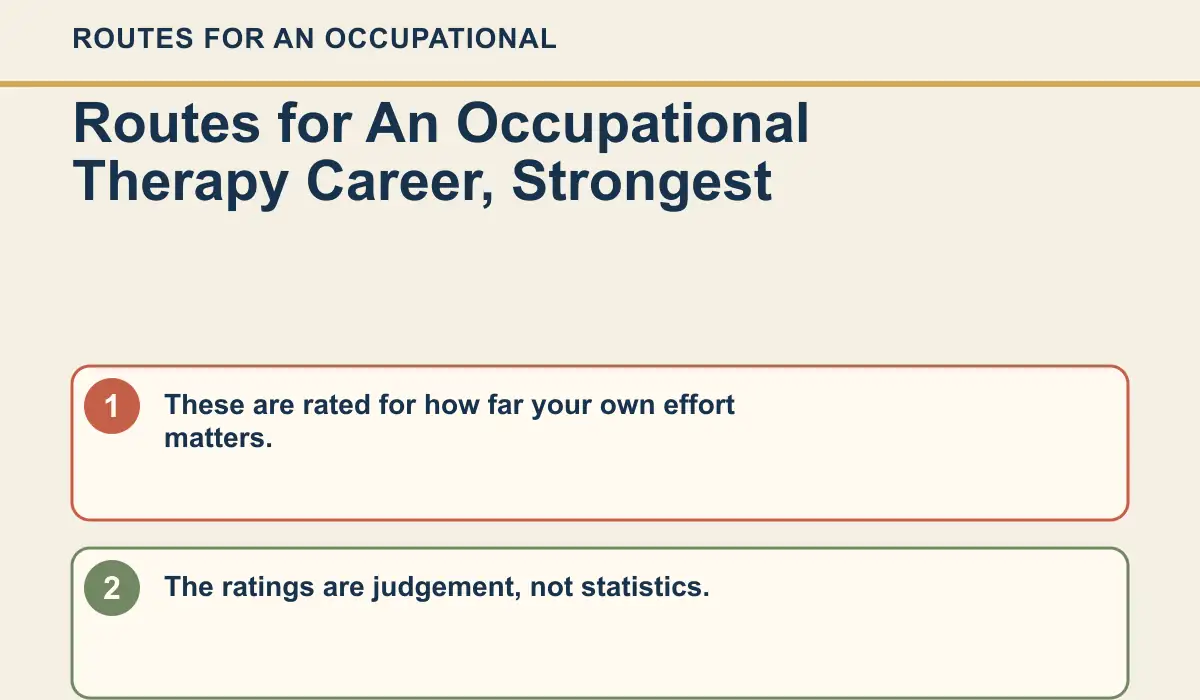 ROUTES FOR AN OCCUPATIONAL
Routes for An Occupational
Therapy Career, Strongest
1
These are rated for how far your own effort
matters.
2
The ratings are judgement, not statistics.